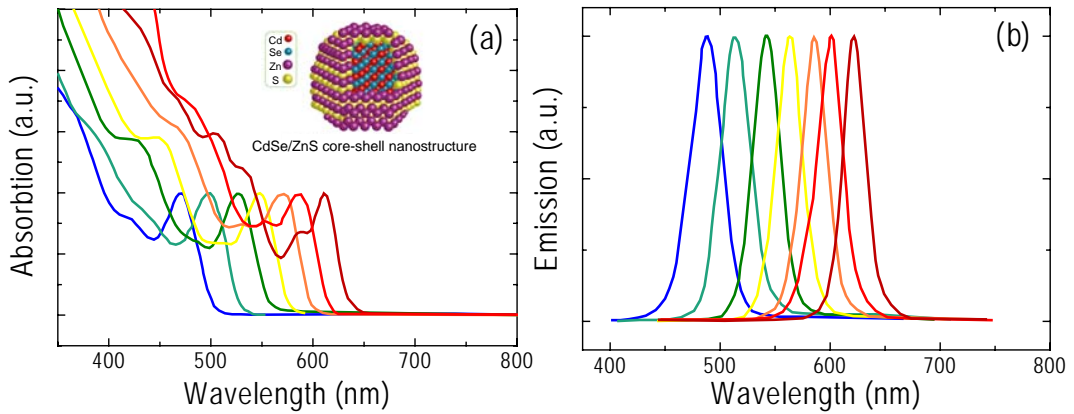 (a)
Cd
Se
Zn
S
CdSe/ZnS core-shell nanostructure
Absorbtion (a.u.)
400 500 600 700 800
Wavelength (nm)
(b)
Emission (a.u.)
400 500 600 700 800
Wavelength (nm)